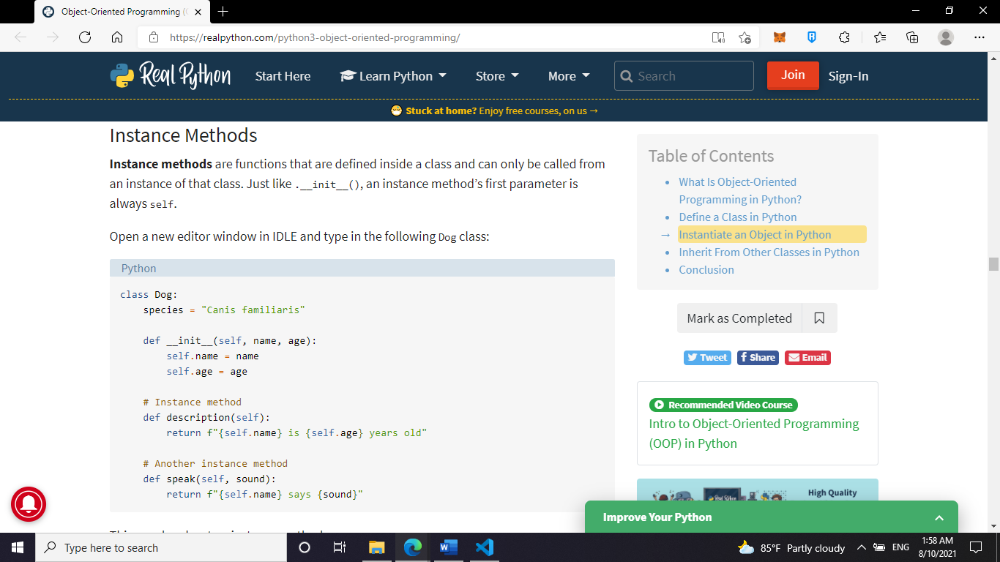 Object-Oriented Programming (
https://realpython.com/python3-object-oriented-programming/
Real Python
Start Here
Learn Python
Store
More
Search
Join
Sign-In
Stuck at home? Enjoy free courses, on us →
Instance Methods
Instance methods are functions that are defined inside a class and can only be called from
an instance of that class. Just like .__init__(), an instance method’s first parameter is
always self.
Open a new editor window in IDLE and type in the following Dog class:
Python
class Dog:
    species = "Canis familiaris"

    def __init__(self, name, age):
        self.name = name
        self.age = age

    # Instance method
    def description(self):
        return f"{self.name} is {self.age} years old"

    # Another instance method
    def speak(self, sound):
        return f"{self.name} says {sound}"
Table of Contents
• What Is Object-Oriented
Programming in Python?
• Define a Class in Python
→ Instantiate an Object in Python
• Inherit From Other Classes in Python
• Conclusion
Mark as Completed
Tweet
Share
Email
Recommended Video Course
Intro to Object-Oriented Programming
(OOP) in Python
Real Python
High Quality
Improve Your Python
Type here to search
85°F Partly cloudy
ENG
1:58 AM
8/10/2021